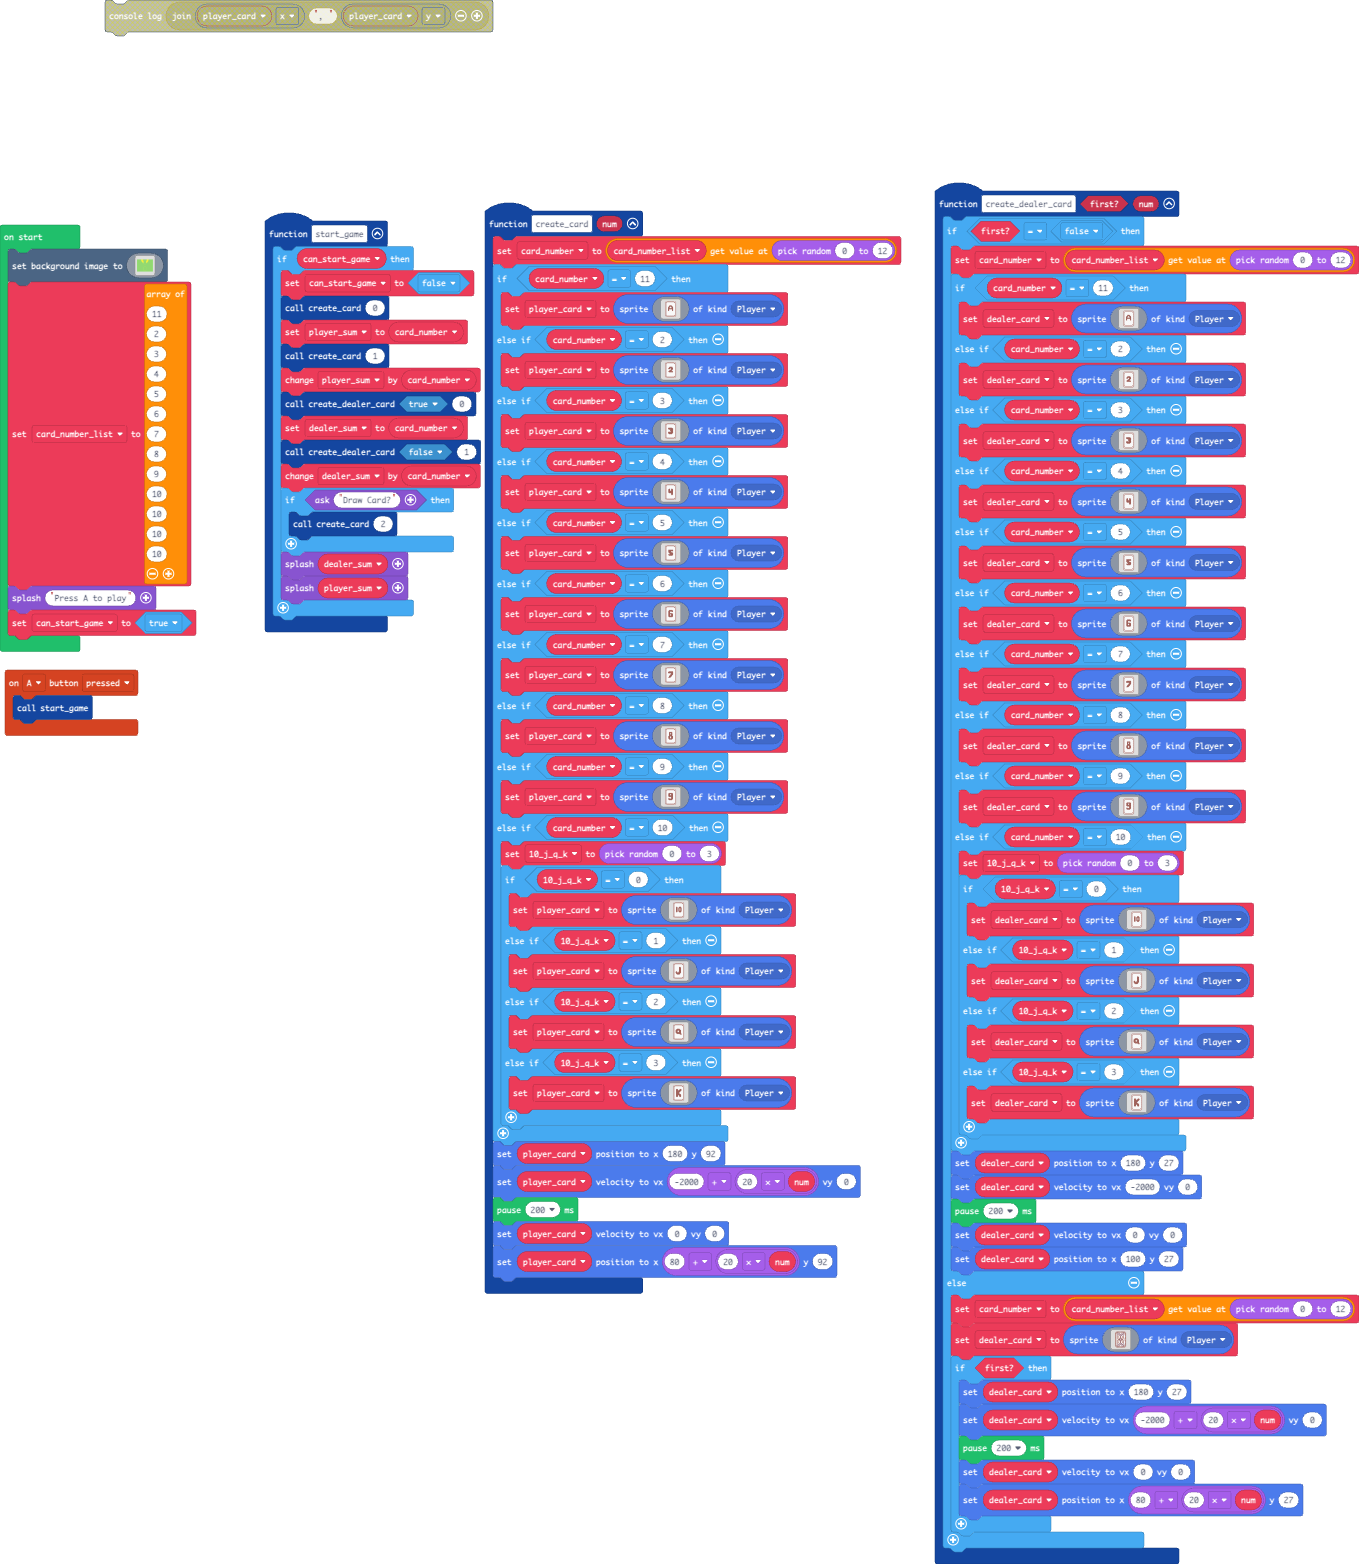 console log join player_card x "," player_card y
on start
set background image to
set card_number_list to array of
11
2
3
4
5
6
7
8
9
10
10
10
10
splash "Press A to play"
set can_start_game to true
on A button pressed
call start_game
function start_game
if can_start_game then
set can_start_game to false
call create_card 0
set player_sum to card_number
call create_card 1
change player_sum by card_number
call create_dealer_card true 0
set dealer_sum to card_number
call create_dealer_card false 1
change dealer_sum by card_number
if ask "Draw Card?" then
call create_card 2
splash dealer_sum
splash player_sum
function create_card num
set card_number to card_number_list get value at pick random 0 to 12
if card_number = 11 then
set player_card to sprite A of kind Player
else if card_number = 2 then
set player_card to sprite 2 of kind Player
else if card_number = 3 then
set player_card to sprite 3 of kind Player
else if card_number = 4 then
set player_card to sprite 4 of kind Player
else if card_number = 5 then
set player_card to sprite 5 of kind Player
else if card_number = 6 then
set player_card to sprite 6 of kind Player
else if card_number = 7 then
set player_card to sprite 7 of kind Player
else if card_number = 8 then
set player_card to sprite 8 of kind Player
else if card_number = 9 then
set player_card to sprite 9 of kind Player
else if card_number = 10 then
set 10_j_q_k to pick random 0 to 3
if 10_j_q_k = 0 then
set player_card to sprite 10 of kind Player
else if 10_j_q_k = 1 then
set player_card to sprite J of kind Player
else if 10_j_q_k = 2 then
set player_card to sprite Q of kind Player
else if 10_j_q_k = 3 then
set player_card to sprite K of kind Player
set player_card position to x 180 y 92
set player_card velocity to vx -2000 + 20 × num vy 0
pause 200 ms
set player_card velocity to vx 0 vy 0
set player_card position to x 80 + 20 × num y 92
function create_dealer_card first? num
if first? = false then
set card_number to card_number_list get value at pick random 0 to 12
if card_number = 11 then
set dealer_card to sprite A of kind Player
else if card_number = 2 then
set dealer_card to sprite 2 of kind Player
else if card_number = 3 then
set dealer_card to sprite 3 of kind Player
else if card_number = 4 then
set dealer_card to sprite 4 of kind Player
else if card_number = 5 then
set dealer_card to sprite 5 of kind Player
else if card_number = 6 then
set dealer_card to sprite 6 of kind Player
else if card_number = 7 then
set dealer_card to sprite 7 of kind Player
else if card_number = 8 then
set dealer_card to sprite 8 of kind Player
else if card_number = 9 then
set dealer_card to sprite 9 of kind Player
else if card_number = 10 then
set 10_j_q_k to pick random 0 to 3
if 10_j_q_k = 0 then
set dealer_card to sprite 10 of kind Player
else if 10_j_q_k = 1 then
set dealer_card to sprite J of kind Player
else if 10_j_q_k = 2 then
set dealer_card to sprite Q of kind Player
else if 10_j_q_k = 3 then
set dealer_card to sprite K of kind Player
set dealer_card position to x 180 y 27
set dealer_card velocity to vx -2000 vy 0
pause 200 ms
set dealer_card velocity to vx 0 vy 0
set dealer_card position to x 100 y 27
else
set card_number to card_number_list get value at pick random 0 to 12
set dealer_card to sprite of kind Player
if first? then
set dealer_card position to x 180 y 27
set dealer_card velocity to vx -2000 + 20 × num vy 0
pause 200 ms
set dealer_card velocity to vx 0 vy 0
set dealer_card position to x 80 + 20 × num y 27